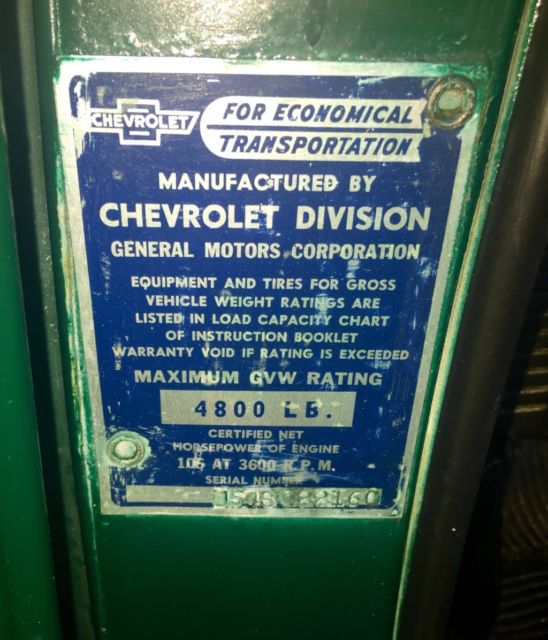 CHEVROLET
FOR ECONOMICAL
TRANSPORTATION
MANUFACTURED BY
CHEVROLET DIVISION
GENERAL MOTORS CORPORATION
EQUIPMENT AND TIRES FOR GROSS
VEHICLE WEIGHT RATINGS ARE
LISTED IN LOAD CAPACITY CHART
OF INSTRUCTION BOOKLET
WARRANTY VOID IF RATING IS EXCEEDED
MAXIMUM GVW RATING
4800 LB.
CERTIFIED NET
HORSEPOWER OF ENGINE
105 AT 3600 R.P.M.
SERIAL NUMBER